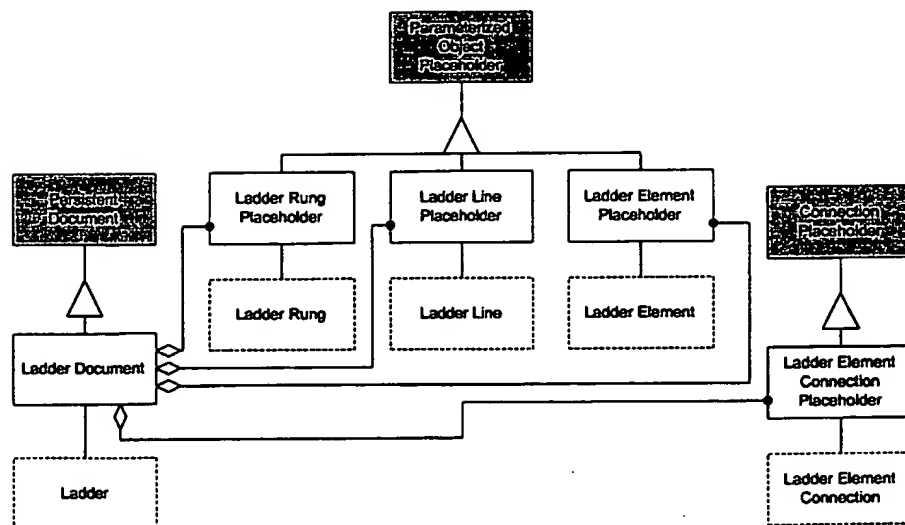 Parameterized
Object
Placeholder
Persistent
Document
Ladder Rung
Placeholder
Ladder Line
Placeholder
Ladder Element
Placeholder
Connection
Placeholder
Ladder Rung
Ladder Line
Ladder Element
Ladder Document
Ladder Element
Connection
Placeholder
Ladder
Ladder Element
Connection